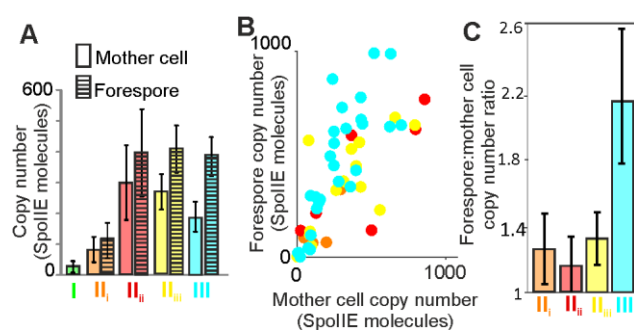 A
Mother cell
Forespore
600
0
Copy number
(SpoIIE molecules)
I
IIi
IIii
IIiii
III
B
1000
0
0
1000
Forespore copy number
(SpoIIE molecules)
Mother cell copy number
(SpoIIE molecules)
C
2.6
2.2
1.8
1.4
1
Forespore:mother cell
copy number ratio
IIi
IIii
IIiii
III